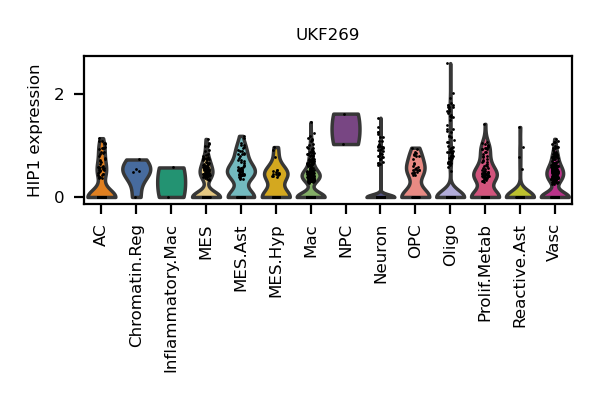 UKF269
HIP1 expression
2
0
AC
Chromatin.Reg
Inflammatory.Mac
MES
MES.Ast
MES.Hyp
Mac
NPC
Neuron
OPC
Oligo
Prolif.Metab
Reactive.Ast
Vasc